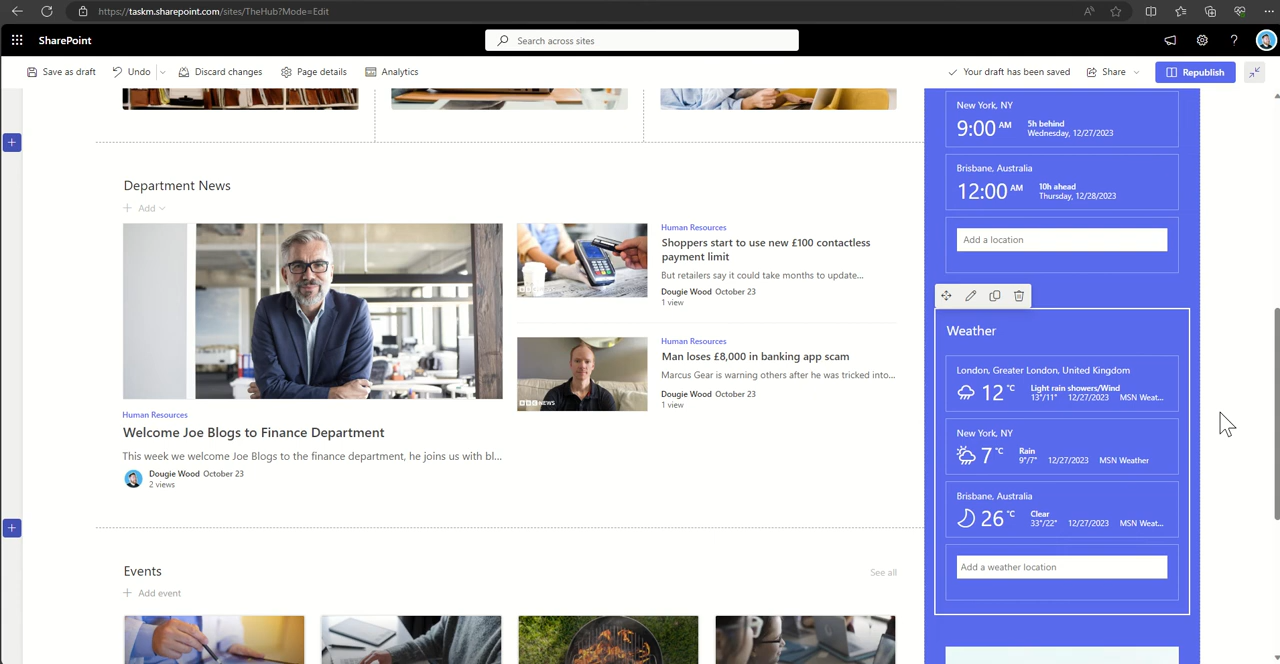 https://taskm.sharepoint.com/sites/TheHub?Mode=Edit
SharePoint
Search across sites
Save as draft
Undo
Discard changes
Page details
Analytics
Your draft has been saved
Share
Republish
New York, NY
9:00 AM
5h behind
Wednesday, 12/27/2023
Brisbane, Australia
12:00 AM
10h ahead
Thursday, 12/28/2023
Add a location
Department News
Add
Human Resources
Welcome Joe Blogs to Finance Department
This week we welcome Joe Blogs to the finance department, he joins us with bl...
Dougie Wood October 23
2 views
Human Resources
Shoppers start to use new £100 contactless
payment limit
But retailers say it could take months to update...
Dougie Wood October 23
1 view
BBC NEWS
Human Resources
Man loses £8,000 in banking app scam
Marcus Gear is warning others after he was tricked into...
Dougie Wood October 23
1 view
Weather
London, Greater London, United Kingdom
12 °C
Light rain showers/Wind
13°/11° 12/27/2023 MSN Weat...
New York, NY
7 °C
Rain
9°/7° 12/27/2023 MSN Weather
Brisbane, Australia
26 °C
Clear
33°/22° 12/27/2023 MSN Weat...
Add a weather location
Events
See all
Add event